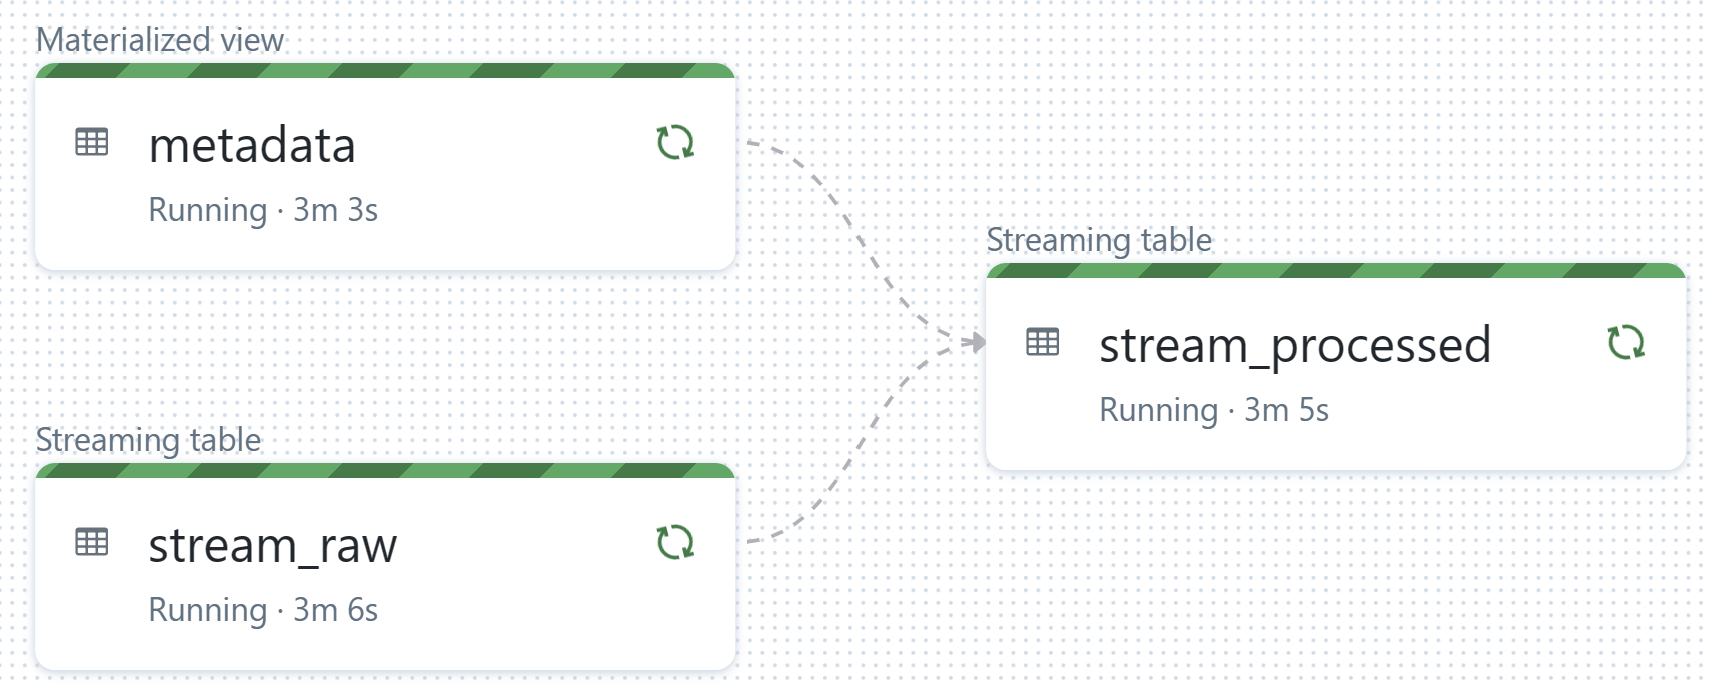 Materialized view
metadata
Running · 3m 3s
Streaming table
stream_raw
Running · 3m 6s
Streaming table
stream_processed
Running · 3m 5s